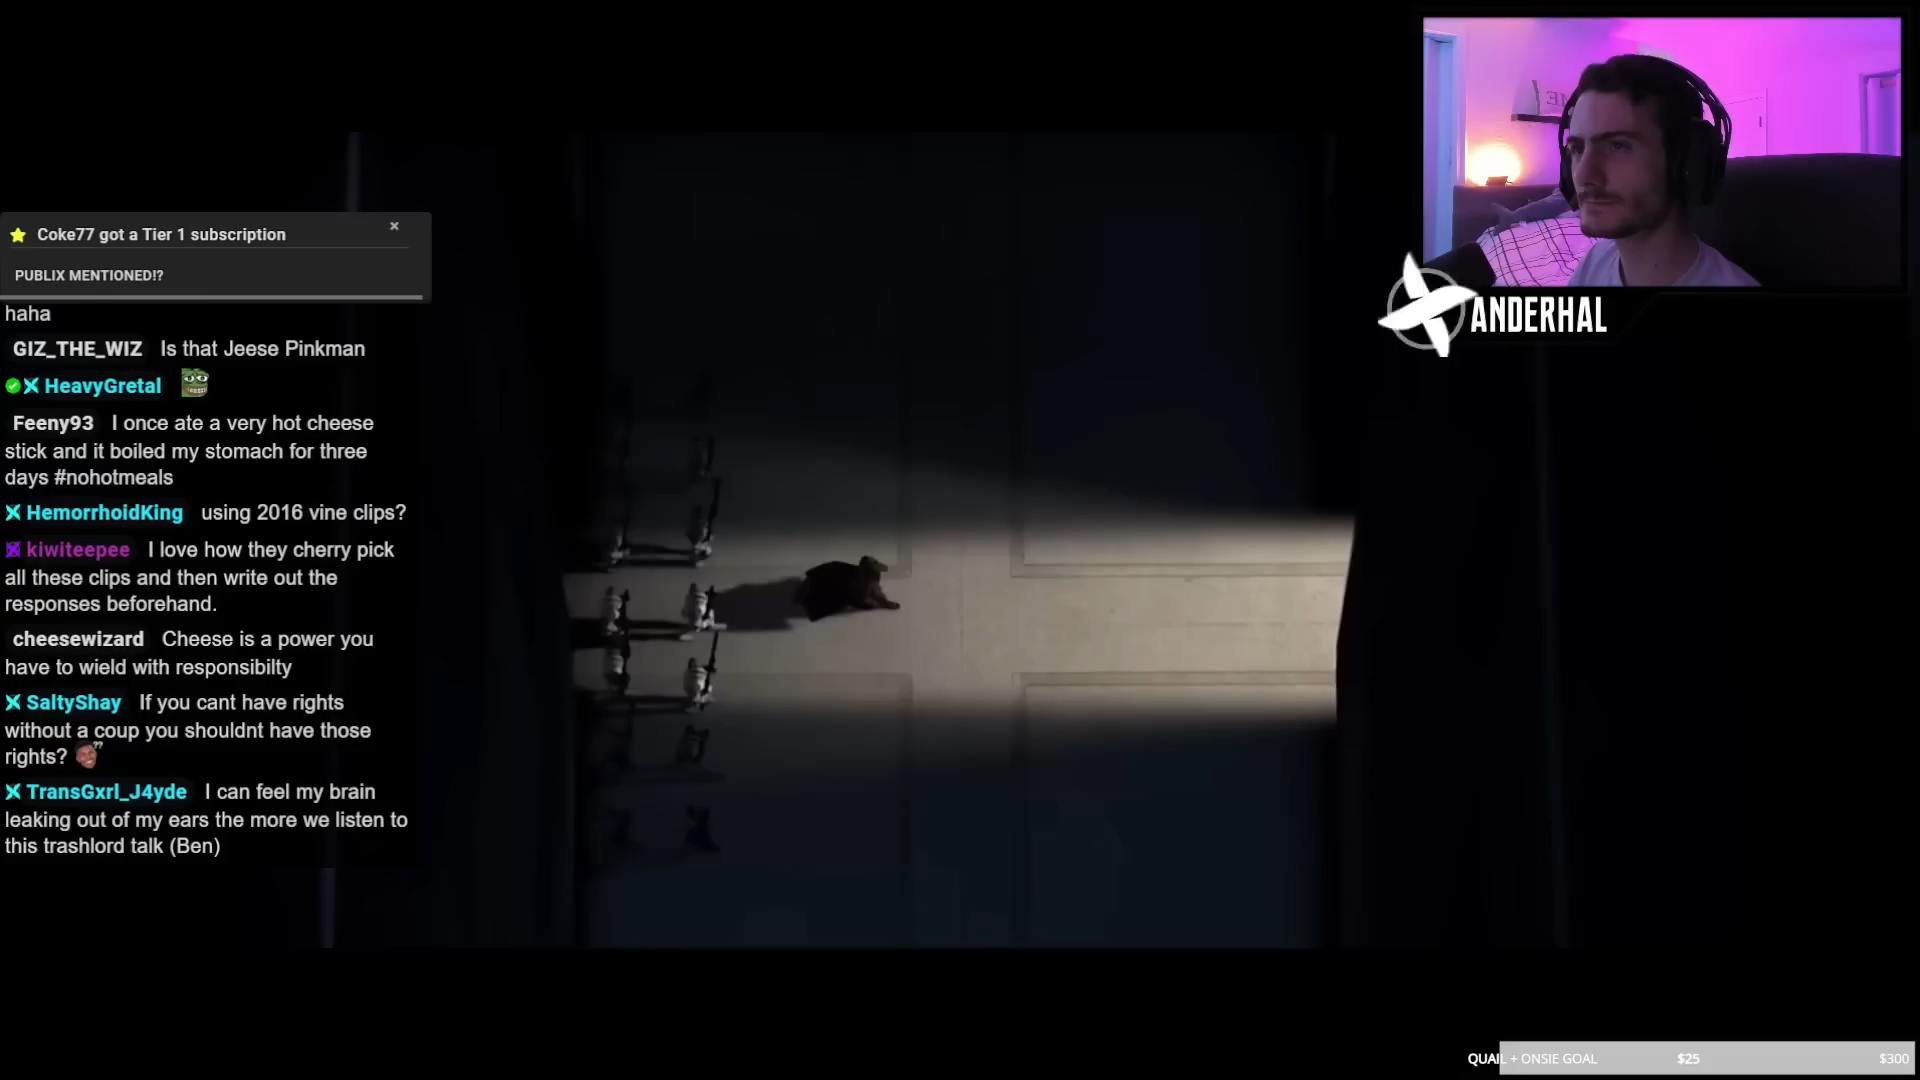 Coke77 got a Tier 1 subscription
×
PUBLIX MENTIONED!?
haha
GIZ_THE_WIZ Is that Jeese Pinkman
HeavyGretal
Feeny93 I once ate a very hot cheese
stick and it boiled my stomach for three
days #nohotmeals
HemorrhoidKing using 2016 vine clips?
kiwiteepee I love how they cherry pick
all these clips and then write out the
responses beforehand.
cheesewizard Cheese is a power you
have to wield with responsibilty
SaltyShay If you cant have rights
without a coup you shouldnt have those
rights?
TransGxrl_J4yde I can feel my brain
leaking out of my ears the more we listen to
this trashlord talk (Ben)
ANDERHAL
QUAIL + ONSIE GOAL $25 $300